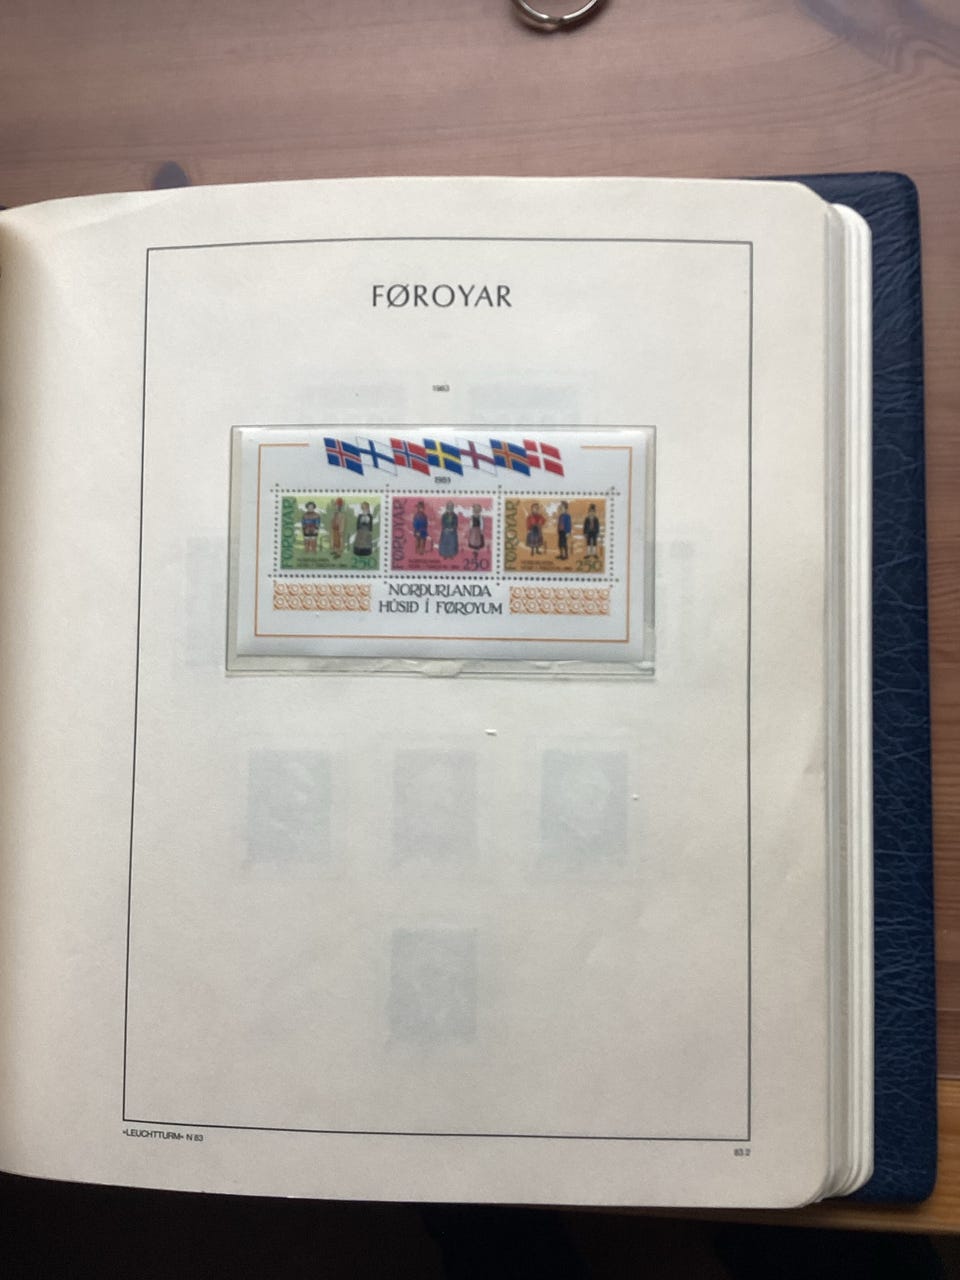 FØROYAR
1983
1983
FØROYAR
250
FØROYAR
250
FØROYAR
250
NORÐURLANDA
HÚSIÐ Í FØROYUM
»LEUCHTTURM« N 83
83.2